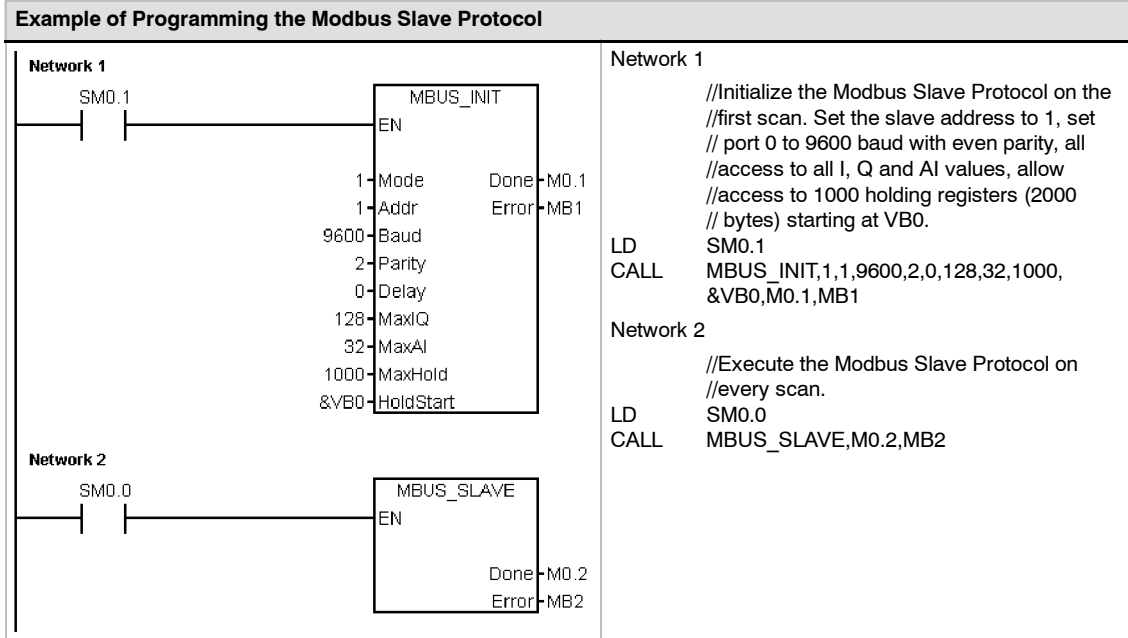 Example of Programming the Modbus Slave Protocol
Network 1
SM0.1
MBUS_INIT
EN
1 Mode Done M0.1
1 Addr Error MB1
9600 Baud
2 Parity
0 Delay
128 MaxIQ
32 MaxAI
1000 MaxHold
&VB0 HoldStart
Network 2
SM0.0
MBUS_SLAVE
EN
Done M0.2
Error MB2
Network 1
//Initialize the Modbus Slave Protocol on the
//first scan. Set the slave address to 1, set
// port 0 to 9600 baud with even parity, all
//access to all I, Q and AI values, allow
//access to 1000 holding registers (2000
// bytes) starting at VB0.
LD SM0.1
CALL MBUS_INIT,1,1,9600,2,0,128,32,1000,
&VB0,M0.1,MB1
Network 2
//Execute the Modbus Slave Protocol on
//every scan.
LD SM0.0
CALL MBUS_SLAVE,M0.2,MB2